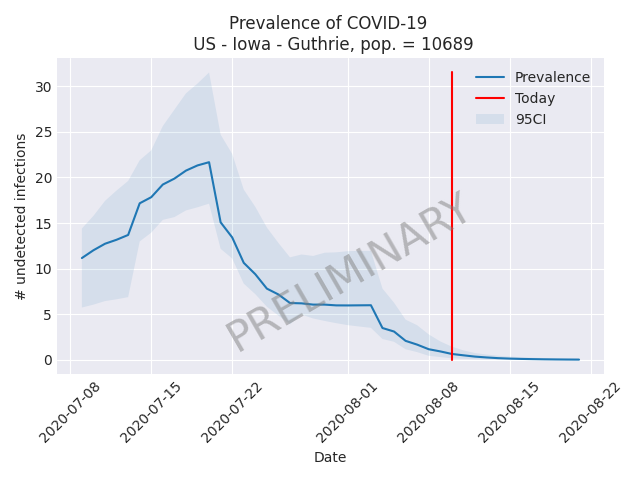 Prevalence of COVID-19
US - Iowa - Guthrie, pop. = 10689
Prevalence
Today
95CI
# undetected infections
30
25
20
15
10
5
0
PRELIMINARY
2020-07-08
2020-07-15
2020-07-22
2020-08-01
2020-08-08
2020-08-15
2020-08-22
Date